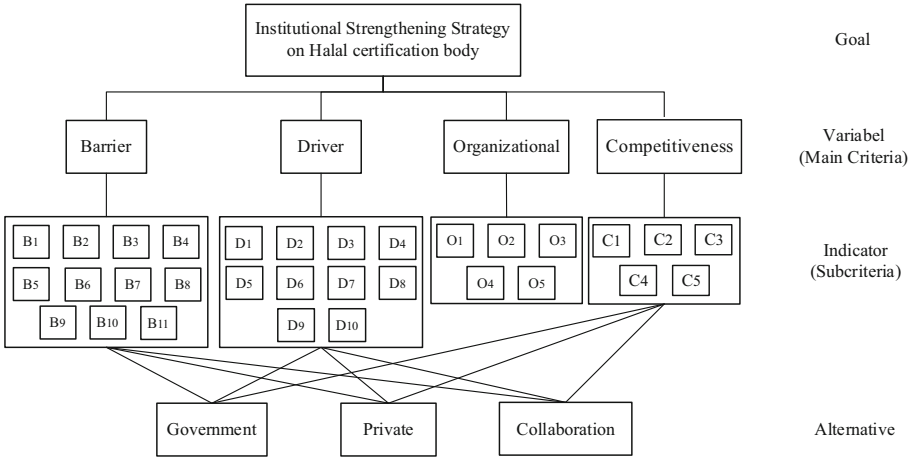 Institutional Strengthening Strategy
on Halal certification body
Goal
Barrier
Driver
Organizational
Competitiveness
Variabel
(Main Criteria)
B1 B2 B3 B4
B5 B6 B7 B8
B9 B10 B11
D1 D2 D3 D4
D5 D6 D7 D8
D9 D10
O1 O2 O3
O4 O5
C1 C2 C3
C4 C5
Indicator
(Subcriteria)
Government
Private
Collaboration
Alternative